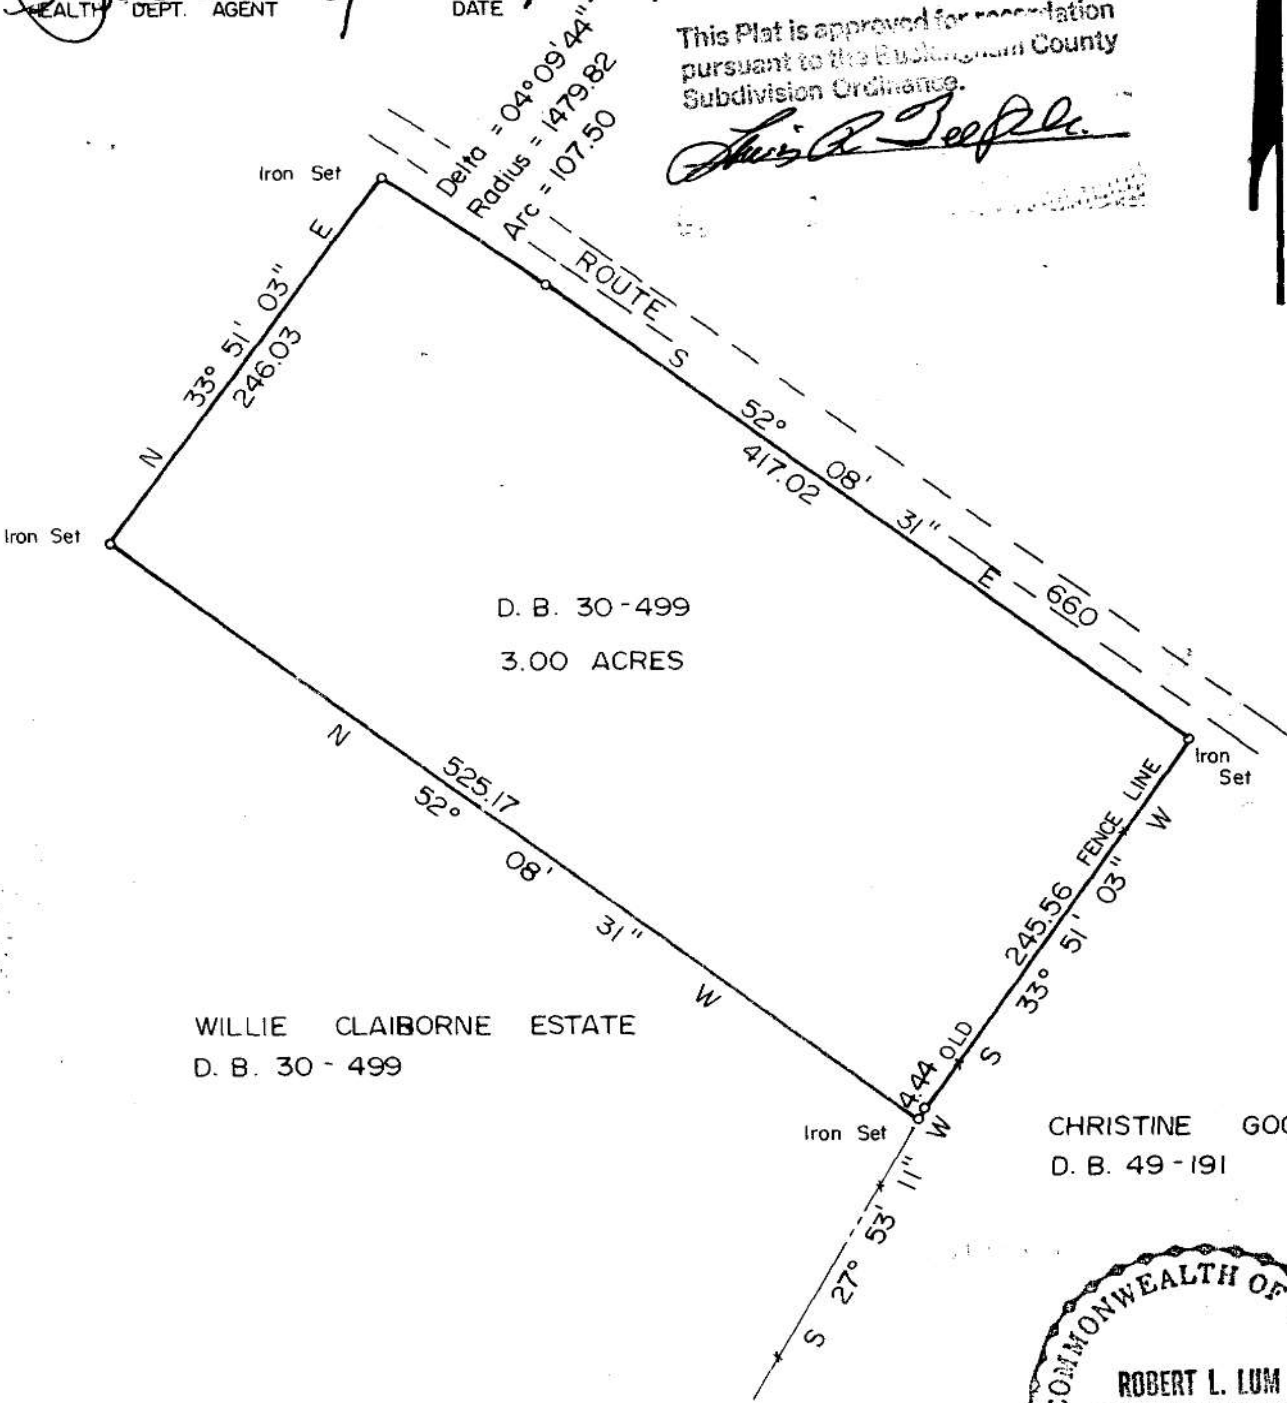 HEALTH DEPT. AGENT
DATE
This Plat is approved for recordation
pursuant to the Buckingham County
Subdivision Ordinance.
Delta = 04° 09' 44"
Radius = 1479.82
Arc = 107.50
Iron Set
N 33° 51' 03" E
246.03
ROUTE 660
S 52° 08' 31" E
417.02
Iron Set
D. B. 30-499
3.00 ACRES
Iron
Set
525.17
N 52° 08' 31" W
OLD FENCE LINE
245.56
S 33° 51' 03" W
4.44
Iron Set
S 27° 53' 11" W
WILLIE CLAIBORNE ESTATE
D. B. 30 - 499
CHRISTINE
D. B. 49-191
COMMONWEALTH OF
ROBERT L. LUM